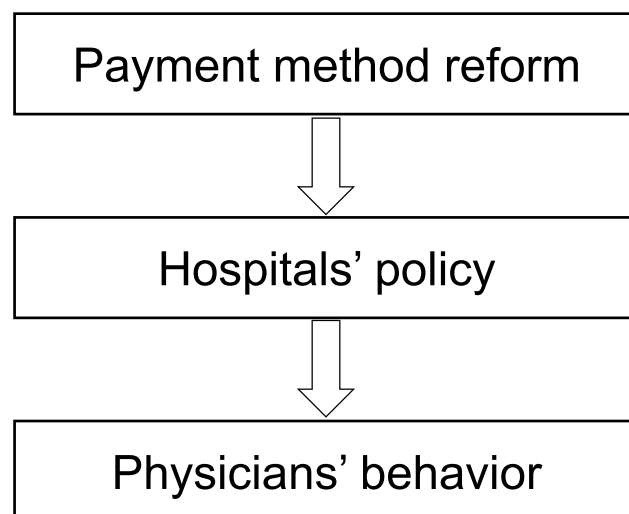 Payment method reform
Hospitals’ policy
Physicians’ behavior